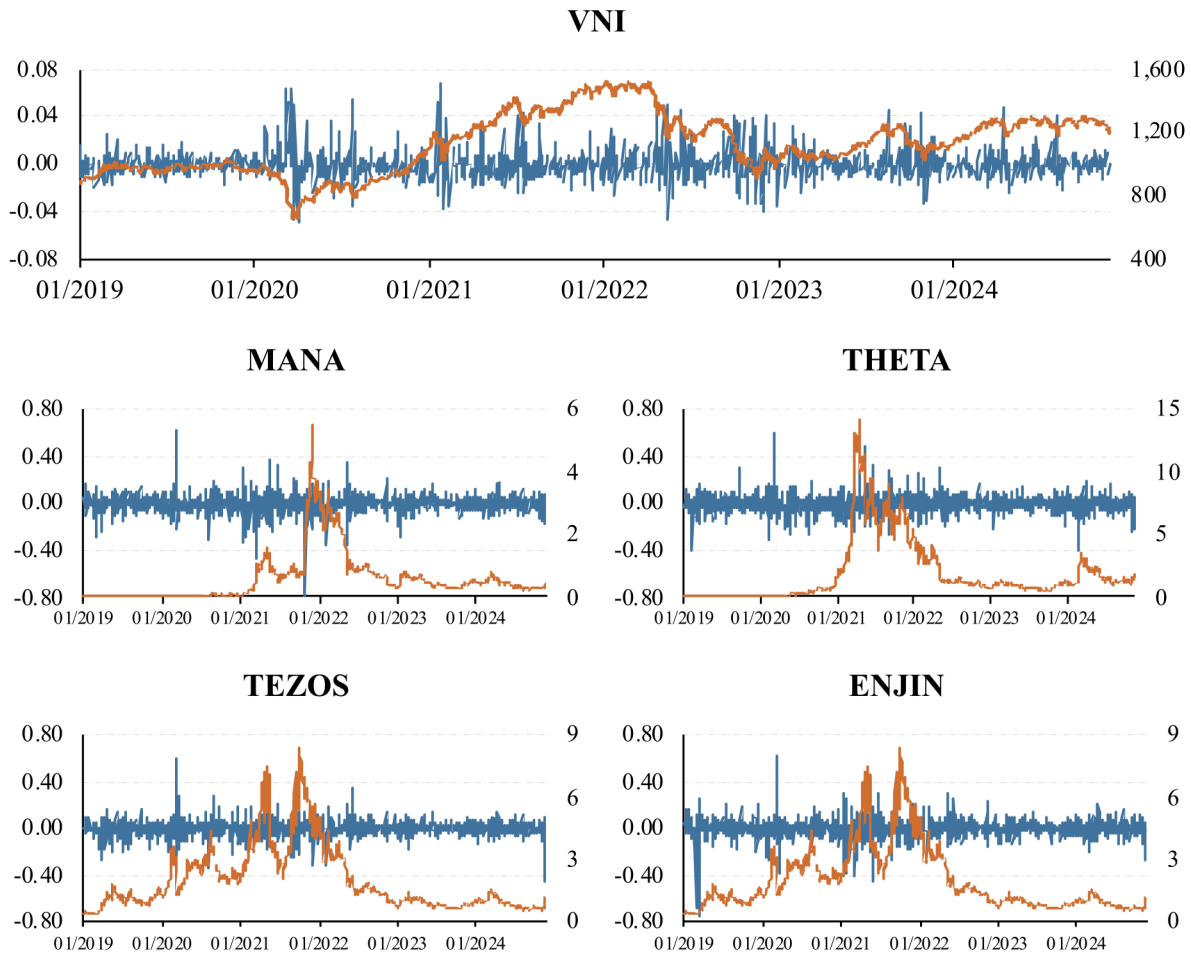 VNI
0.08 1,600
0.04 1,200
0.00
-0.04 800
-0.08 400
01/2019 01/2020 01/2021 01/2022 01/2023 01/2024
MANA THETA
0.80 6 0.80 15
0.40 4 0.40 10
0.00 0.00
-0.40 2 -0.40 5
-0.80 0 -0.80 0
01/2019 01/2020 01/2021 01/2022 01/2023 01/2024 01/2019 01/2020 01/2021 01/2022 01/2023 01/2024
TEZOS ENJIN
0.80 9 0.80 9
0.40 6 0.40 6
0.00 0.00
-0.40 3 -0.40 3
-0.80 0 -0.80 0
01/2019 01/2020 01/2021 01/2022 01/2023 01/2024 01/2019 01/2020 01/2021 01/2022 01/2023 01/2024